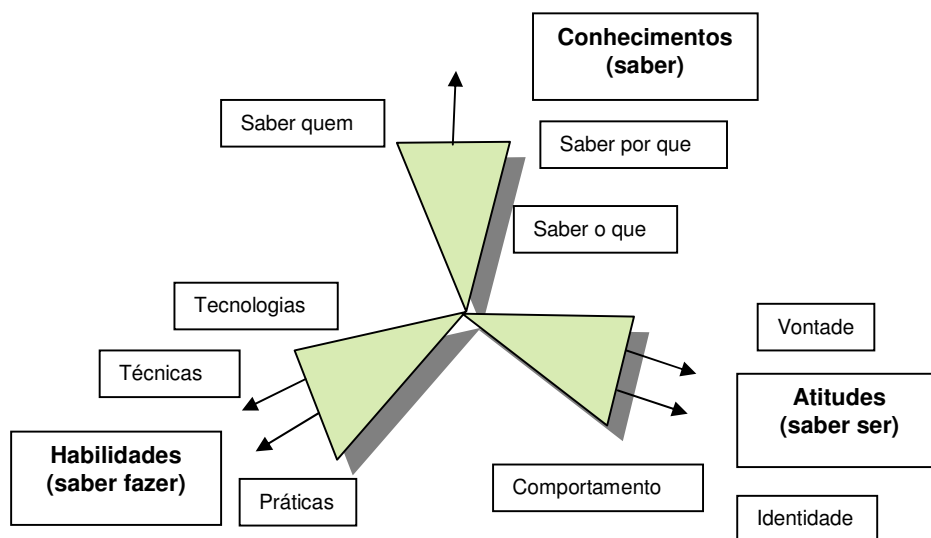 Conhecimentos
(saber)
Saber quem
Saber por que
Saber o que
Tecnologias
Técnicas
Habilidades
(saber fazer)
Práticas
Vontade
Atitudes
(saber ser)
Comportamento
Identidade